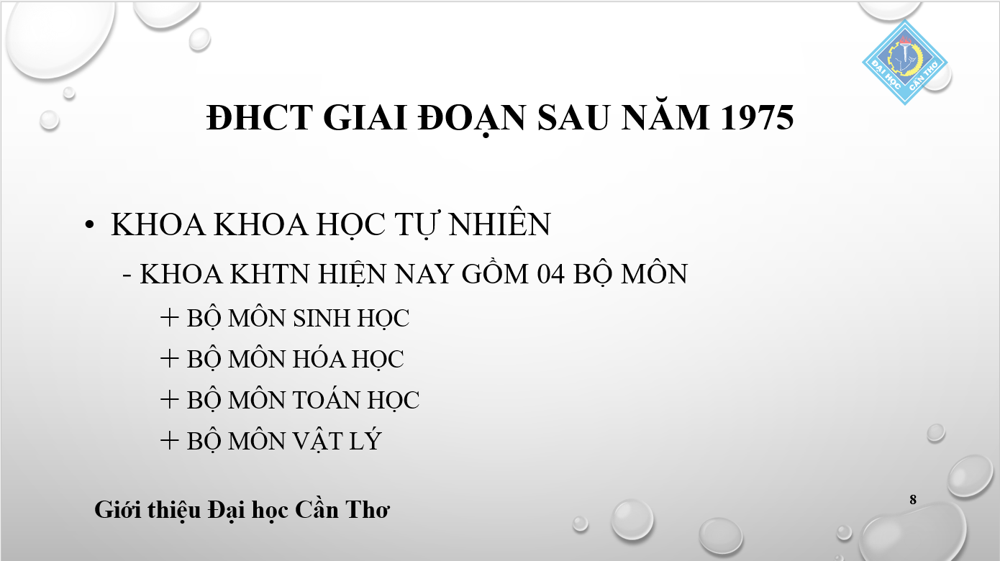 ĐẠI HỌC CẦN THƠ
ĐHCT GIAI ĐOẠN SAU NĂM 1975
• KHOA KHOA HỌC TỰ NHIÊN
- KHOA KHTN HIỆN NAY GỒM 04 BỘ MÔN
+ BỘ MÔN SINH HỌC
+ BỘ MÔN HÓA HỌC
+ BỘ MÔN TOÁN HỌC
+ BỘ MÔN VẬT LÝ
Giới thiệu Đại học Cần Thơ
8